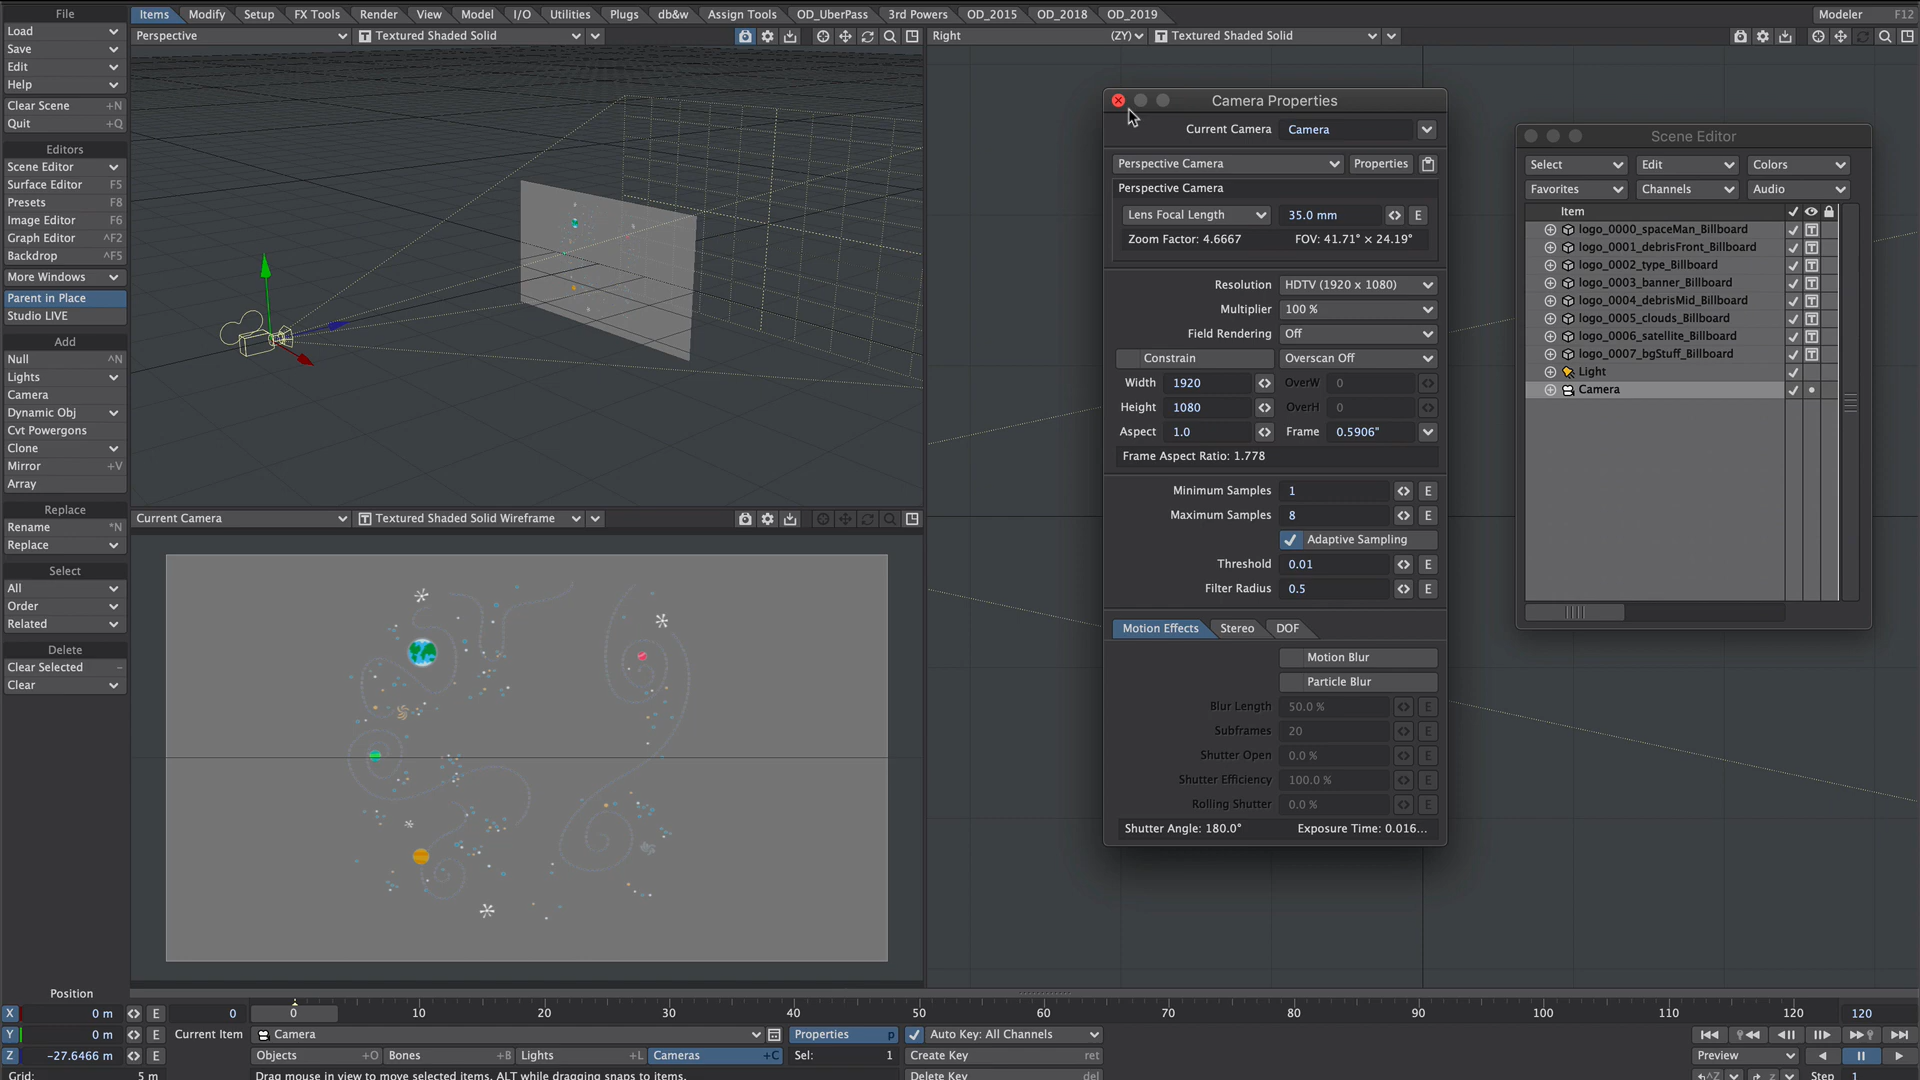 File
Load
Save
Edit
Help
Clear Scene +N
Quit +Q
Editors
Scene Editor
Surface Editor F5
Presets F8
Image Editor F6
Graph Editor ^F2
Backdrop ^F5
More Windows
Parent in Place
Studio LIVE
Add
Null ^N
Lights
Camera
Dynamic Obj
Cvt Powergons
Clone
Mirror +V
Array
Replace
Rename *N
Replace
Select
All
Order
Related
Delete
Clear Selected –
Clear
Items Modify Setup FX Tools Render View Model I/O Utilities Plugs db&w Assign Tools OD_UberPass 3rd Powers OD_2015 OD_2018 OD_2019 Modeler F12
Perspective T Textured Shaded Solid
Right (ZY) T Textured Shaded Solid
Current Camera T Textured Shaded Solid Wireframe
Camera Properties
Current Camera Camera
Perspective Camera Properties
Perspective Camera
Lens Focal Length 35.0 mm E
Zoom Factor: 4.6667 FOV: 41.71° × 24.19°
Resolution HDTV (1920 x 1080)
Multiplier 100 %
Field Rendering Off
Constrain Overscan Off
Width 1920 OverW 0
Height 1080 OverH 0
Aspect 1.0 Frame 0.5906"
Frame Aspect Ratio: 1.778
Minimum Samples 1 E
Maximum Samples 8 E
Adaptive Sampling
Threshold 0.01 E
Filter Radius 0.5 E
Motion Effects Stereo DOF
Motion Blur
Particle Blur
Blur Length 50.0 % E
Subframes 20 E
Shutter Open 0.0 % E
Shutter Efficiency 100.0 % E
Rolling Shutter 0.0 % E
Shutter Angle: 180.0° Exposure Time: 0.016...
Scene Editor
Select Edit Colors
Favorites Channels Audio
Item
logo_0000_spaceMan_Billboard T
logo_0001_debrisFront_Billboard T
logo_0002_type_Billboard T
logo_0003_banner_Billboard T
logo_0004_debrisMid_Billboard T
logo_0005_clouds_Billboard T
logo_0006_satellite_Billboard T
logo_0007_bgStuff_Billboard T
Light
Camera
Position
X 0 m E 0 0 10 20 30 40 50 60 70 80 90 100 110 120 120
Y 0 m E Current Item Camera Properties p Auto Key: All Channels
Z -27.6466 m E Objects +O Bones +B Lights +L Cameras +C Sel: 1 Create Key ret Preview
Grid: 5 m Drag mouse in view to move selected items. ALT while dragging snaps to items. Delete Key del ^Z z Step 1